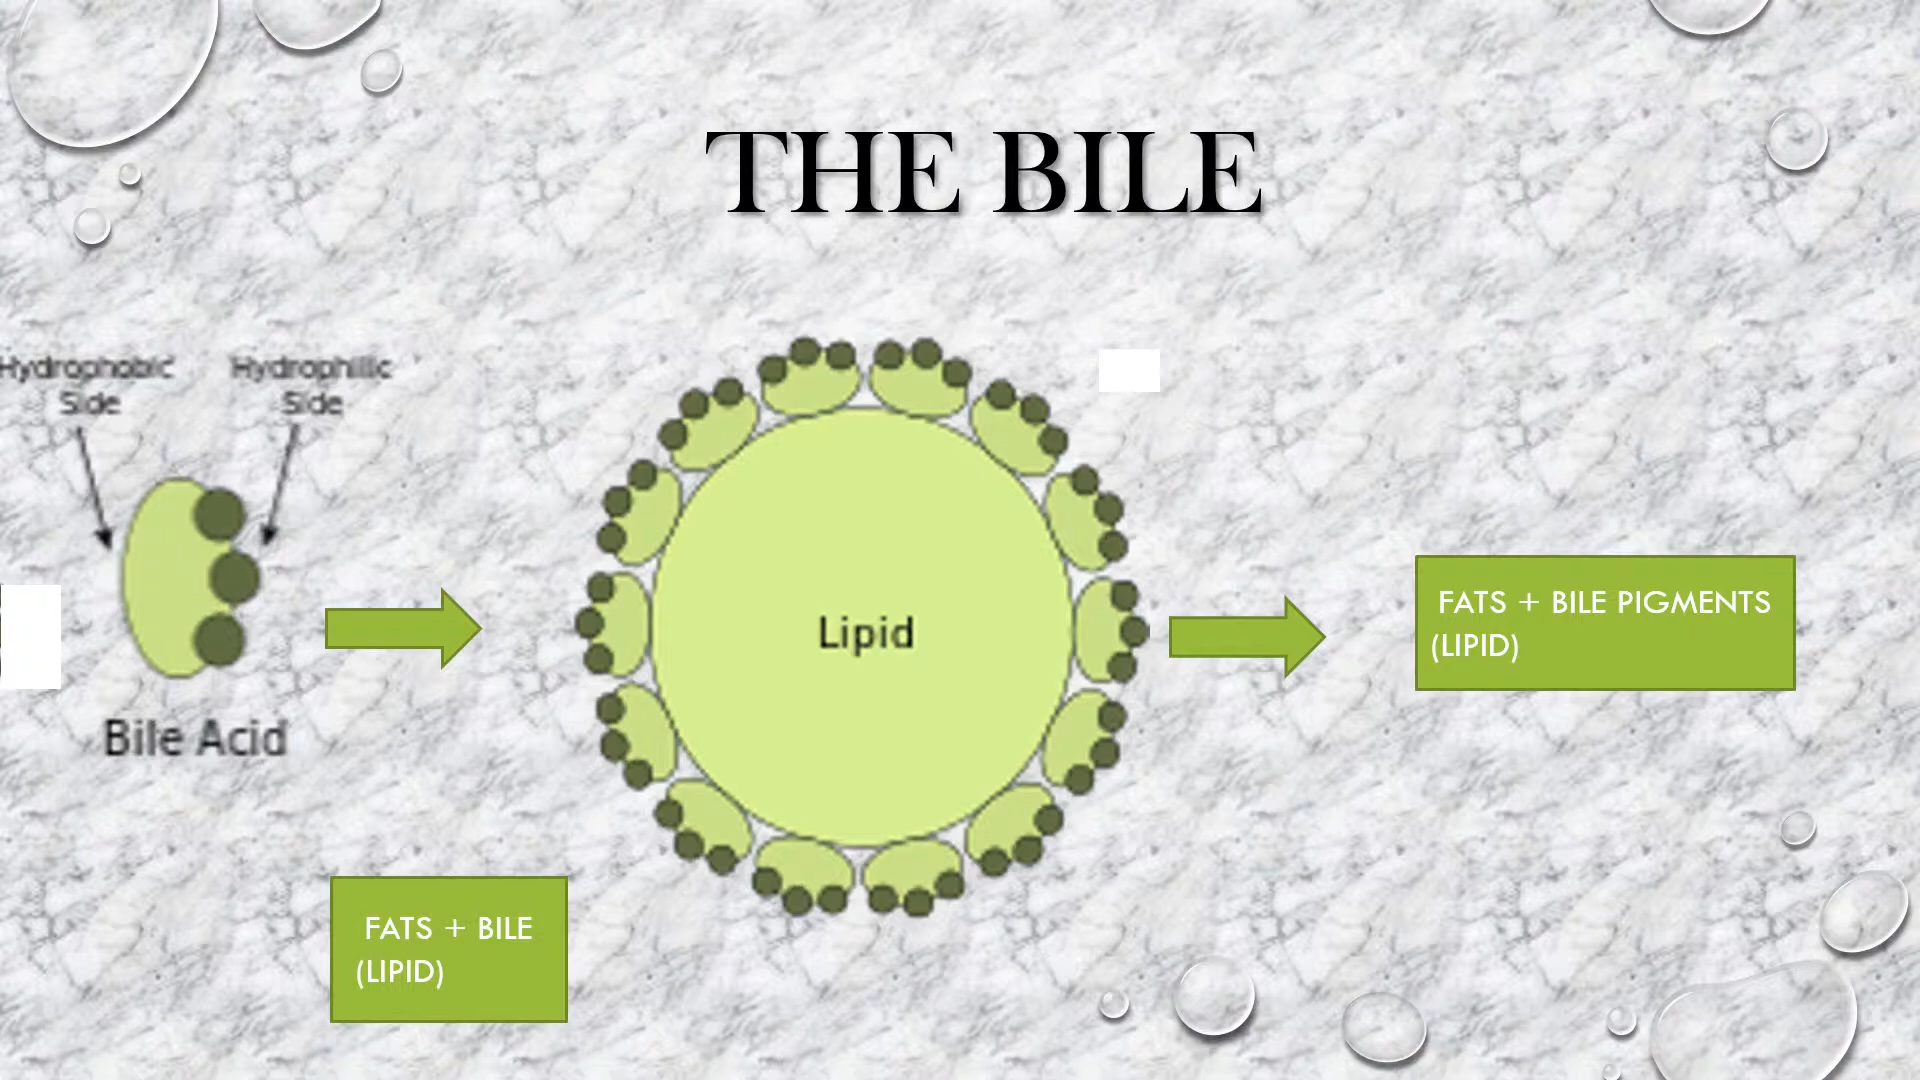 THE BILE
Hydrophobic
Side
Hydrophilic
Side
Bile Acid
Lipid
FATS + BILE PIGMENTS
(LIPID)
FATS + BILE
(LIPID)